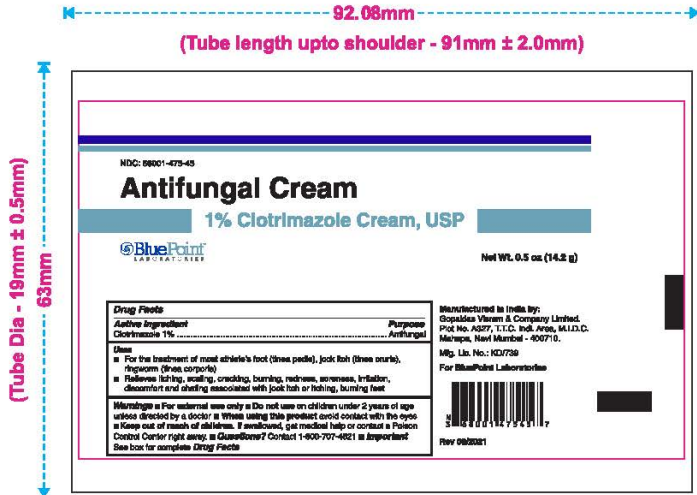 92.08mm
(Tube length upto shoulder - 91mm ± 2.0mm)
(Tube Dia - 19mm ± 0.5mm)
63mm
NDC: 68001-475-45
Antifungal Cream
1% Clotrimazole Cream, USP
BluePoint
LABORATORIES
Net Wt. 0.5 oz (14.2 g)
Drug Facts
Active Ingredient Purpose
Clotrimazole 1% Antifungal
Uses
■ For the treatment of most athlete's foot (tinea pedis), jock itch (tinea cruris),
ringworm (tinea corporis)
■ Relieves itching, scaling, cracking, burning, redness, soreness, irritation,
discomfort and chafing associated with jock itch or itching, burning feet
Warnings ■ For external use only ■ Do not use on children under 2 years of age
unless directed by a doctor ■ When using this product avoid contact with the eyes
■ Keep out of reach of children. If swallowed, get medical help or contact a Poison
Control Center right away. ■ Questions? Contact 1-800-707-4621 ■ Important
See box for complete Drug Facts
Manufactured in India by:
Gopaldas Visram & Company Limited.
Plot No. A327, T.T.C. Indl. Area, M.I.D.C.
Mahape, Navi Mumbai - 400710.
Mfg. Lic. No.: KD/739
For BluePoint Laboratories
3 68001 47545 7
Rev 09/2021